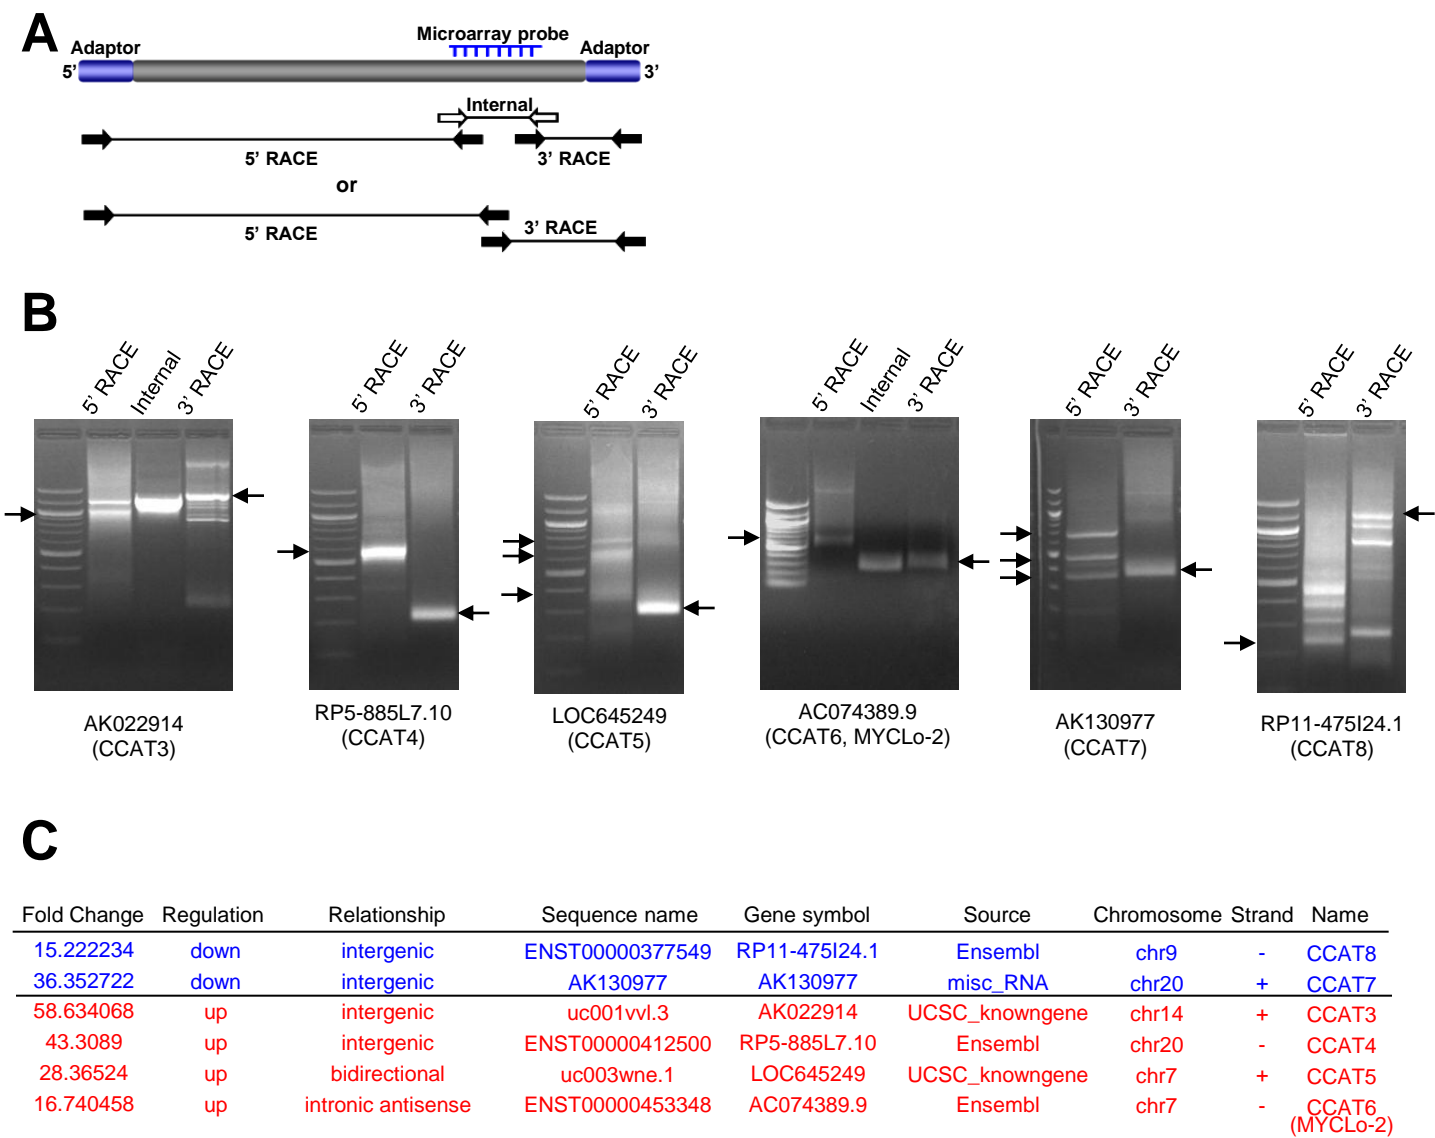 A
Microarray probe
Adaptor
Adaptor
5’
3’
Internal
5’ RACE
3’ RACE
or
5’ RACE
3’ RACE
B
5’ RACE
Internal
3’ RACE
AK022914
(CCAT3)
5’ RACE
3’ RACE
RP5-885L7.10
(CCAT4)
5’ RACE
3’ RACE
LOC645249
(CCAT5)
5’ RACE
Internal
3’ RACE
AC074389.9
(CCAT6, MYCLo-2)
5’ RACE
3’ RACE
AK130977
(CCAT7)
5’ RACE
3’ RACE
RP11-475I24.1
(CCAT8)
C
Fold Change Regulation Relationship Sequence name Gene symbol Source Chromosome Strand Name
15.222234 down intergenic ENST00000377549 RP11-475I24.1 Ensembl chr9 - CCAT8
36.352722 down intergenic AK130977 AK130977 misc_RNA chr20 + CCAT7
58.634068 up intergenic uc001vvl.3 AK022914 UCSC_knowngene chr14 + CCAT3
43.3089 up intergenic ENST00000412500 RP5-885L7.10 Ensembl chr20 - CCAT4
28.36524 up bidirectional uc003wne.1 LOC645249 UCSC_knowngene chr7 + CCAT5
16.740458 up intronic antisense ENST00000453348 AC074389.9 Ensembl chr7 - CCAT6
(MYCLo-2)